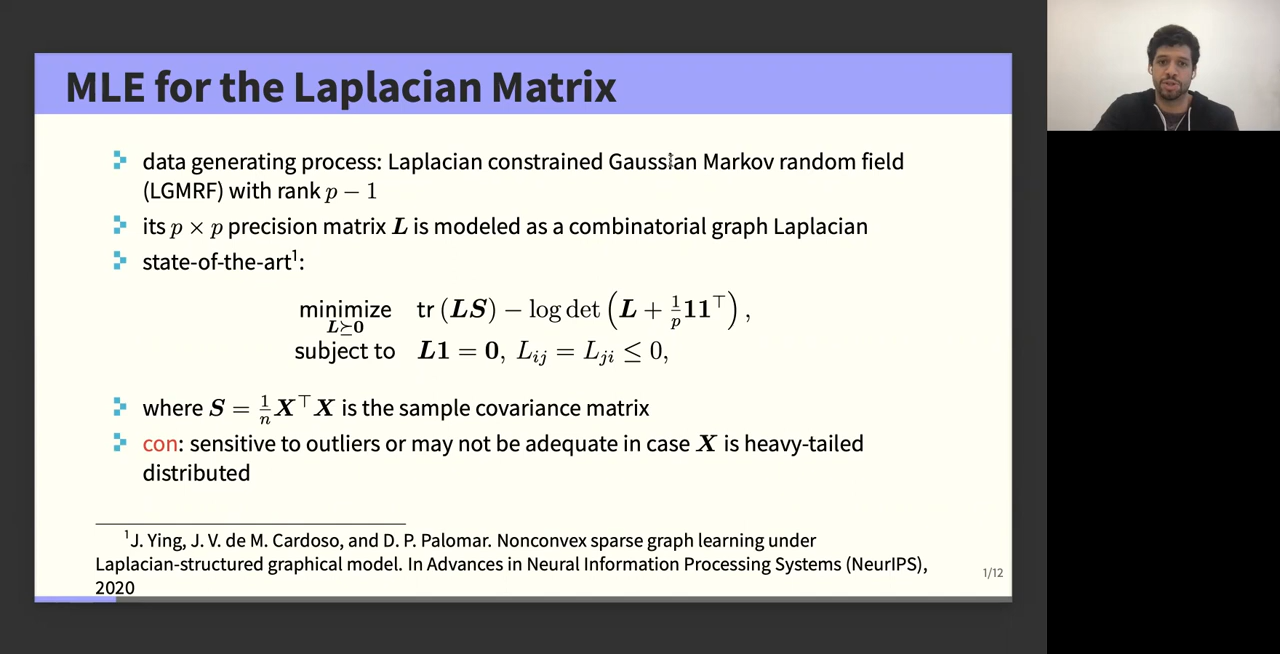 MLE for the Laplacian Matrix
data generating process: Laplacian constrained Gaussian Markov random field
(LGMRF) with rank p − 1
its p × p precision matrix L is modeled as a combinatorial graph Laplacian
state-of-the-art¹:
minimize tr (LS) − log det (L + 1/p 11⊤),
L⪰0
subject to L1 = 0, Lij = Lji ≤ 0,
where S = 1/n X⊤X is the sample covariance matrix
con: sensitive to outliers or may not be adequate in case X is heavy-tailed
distributed
¹J. Ying, J. V. de M. Cardoso, and D. P. Palomar. Nonconvex sparse graph learning under
Laplacian-structured graphical model. In Advances in Neural Information Processing Systems (NeurIPS),
2020
1/12